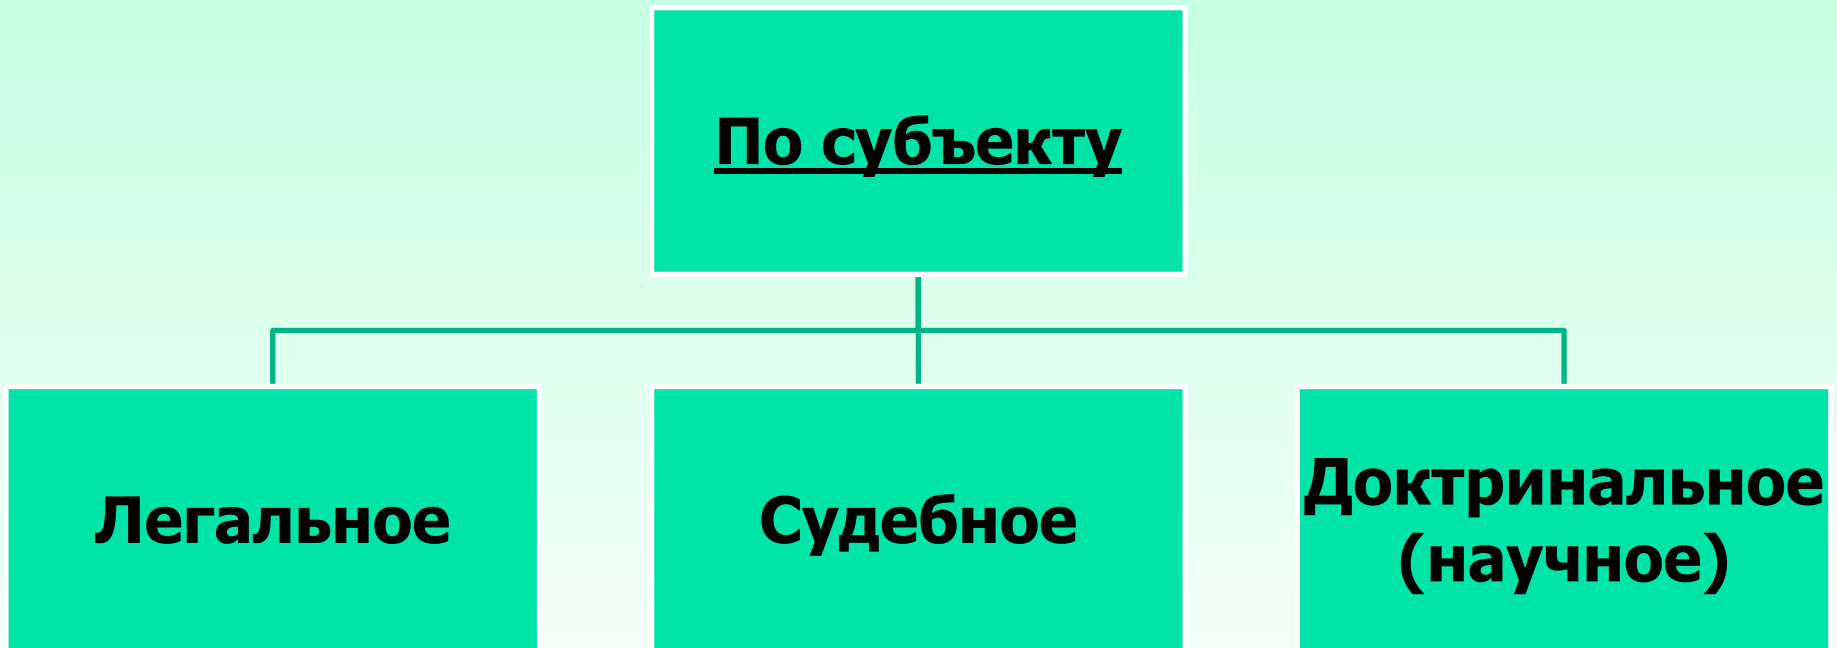 По субъекту
Легальное
Судебное
Доктринальное
(научное)